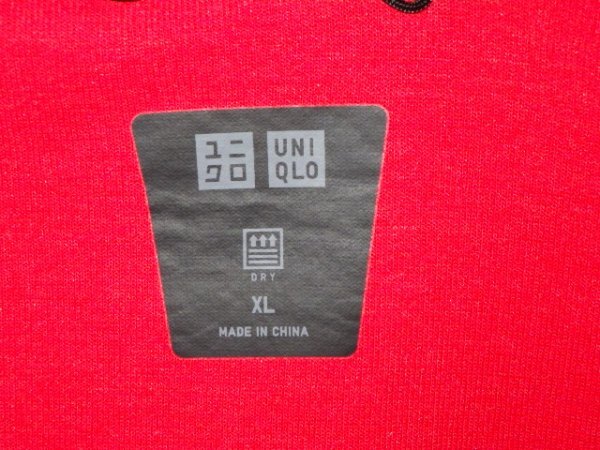 ユニ UNI
クロ QLO
DRY
XL
MADE IN CHINA